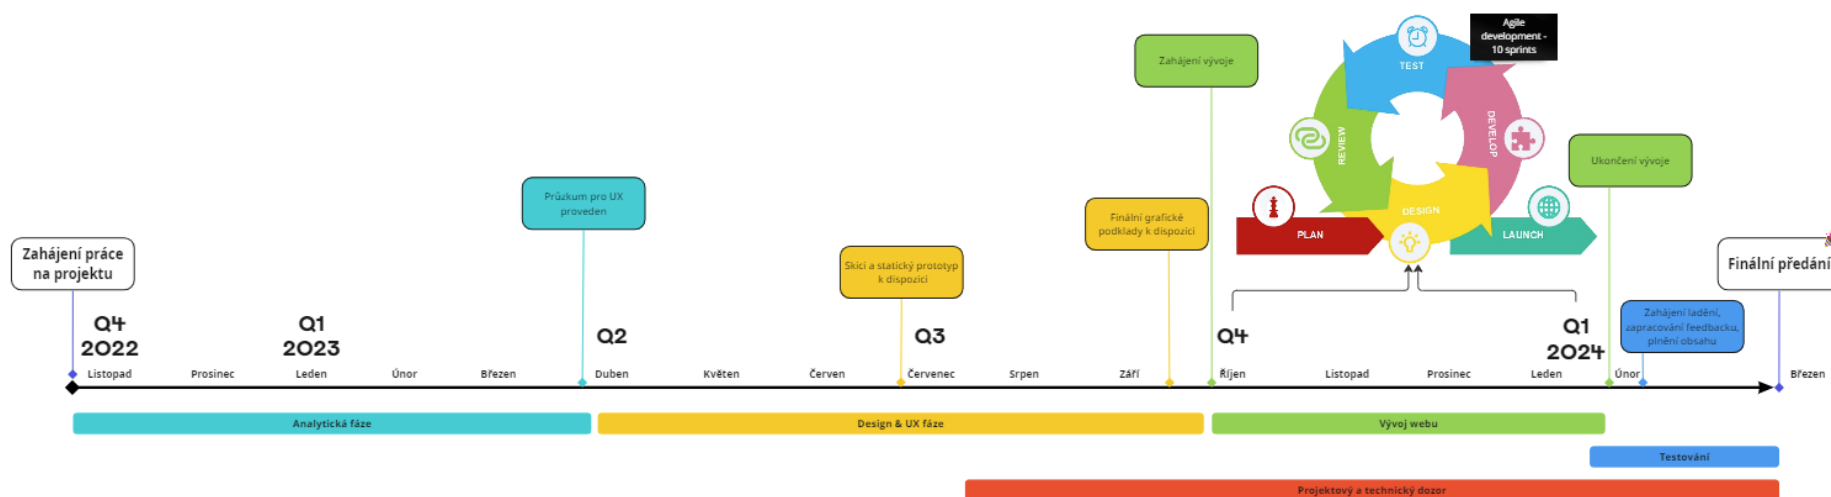 Agile
development -
10 sprints
TEST
DEVELOP
REVIEW
DESIGN
PLAN
LAUNCH
Zahájení vývoje
Ukončení vývoje
Průzkum pro UX
proveden
Finální grafické
podklady k dispozici
Zahájení práce
na projektu
Skici a statický prototyp
k dispozici
Finální předání
Zahájení ladění,
zapracování feedbacku,
plnění obsahu
Q4
2022
Q1
2023
Q2
Q3
Q4
Q1
2024
Listopad
Prosinec
Leden
Únor
Březen
Duben
Květen
Červen
Červenec
Srpen
Září
Říjen
Listopad
Prosinec
Leden
Únor
Březen
Analytická fáze
Design & UX fáze
Vývoj webu
Testování
Projektový a technický dozor